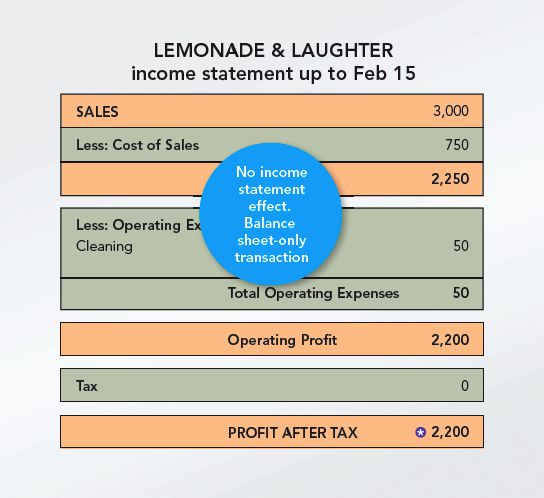 LEMONADE & LAUGHTER
income statement up to Feb 15
SALES 3,000
Less: Cost of Sales 750
2,250
No income
statement
effect.
Balance
sheet-only
transaction
Less: Operating Ex
Cleaning 50
Total Operating Expenses 50
Operating Profit 2,200
Tax 0
PROFIT AFTER TAX 2,200